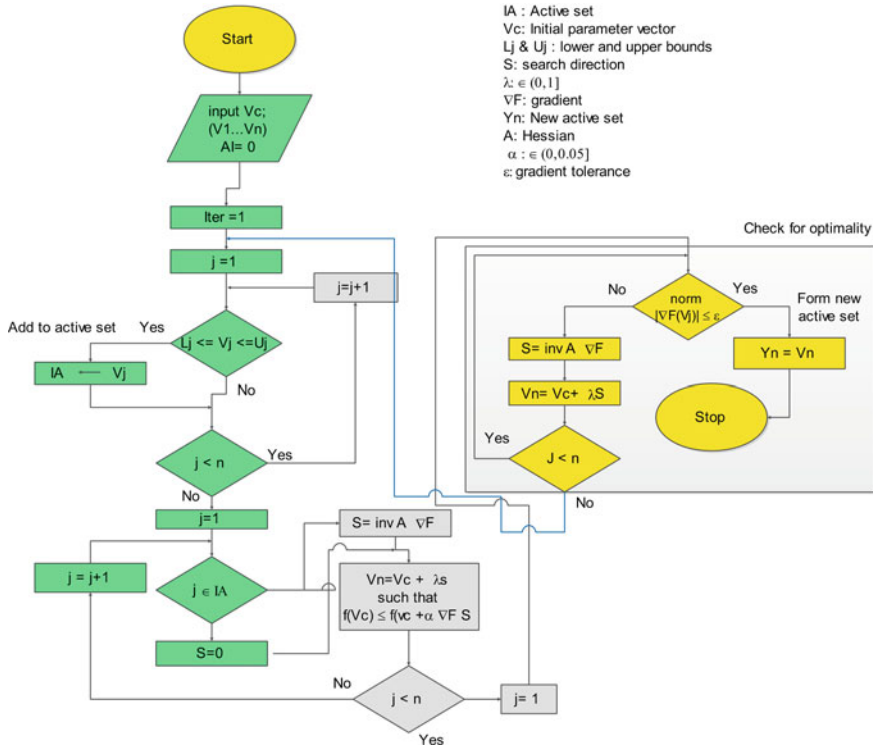 IA : Active set
Vc: Initial parameter vector
Lj & Uj : lower and upper bounds
S: search direction
λ: ∈ (0,1]
∇F: gradient
Yn: New active set
A: Hessian
α : ∈ (0,0.05]
ε: gradient tolerance
Start
input Vc;
(V1...Vn)
AI= 0
Iter =1
j =1
j=j+1
Add to active set
Yes
Lj <= Vj <=Uj
IA ⟵ Vj
No
j < n
Yes
No
j=1
j = j+1
j ∈ IA
S=0
S= inv A ∇F
Vn=Vc + λs
such that
f(Vc) ≤ f(vc +α ∇F S
No
j < n
Yes
j= 1
Check for optimality
No
Yes
norm
|∇F(Vj)| ≤ ε
Form new
active set
S= inv A ∇F
Yn = Vn
Vn= Vc+ λS
Stop
Yes
J < n
No